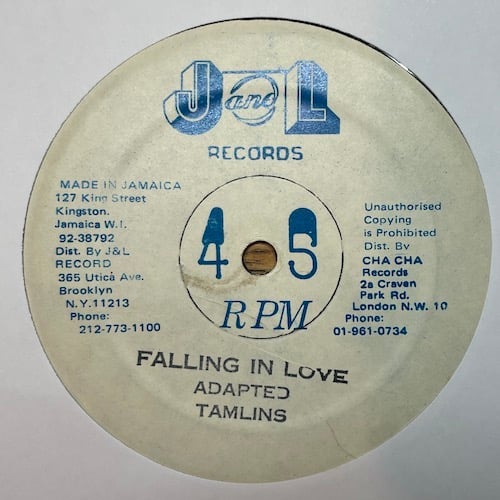 J and L
RECORDS
MADE IN JAMAICA
127 King Street
Kingston.
Jamaica W.I.
92-38792
Dist. By J&L
RECORD
365 Utica Ave.
Brooklyn
N.Y.11213
Phone:
212-773-1100
45
RPM
Unauthorised
Copying
is Prohibited
Dist. By
CHA CHA
Records
2a Craven
Park Rd,
London N.W. 10
Phone:
01-961-0734
FALLING IN LOVE
ADAPTED
TAMLINS